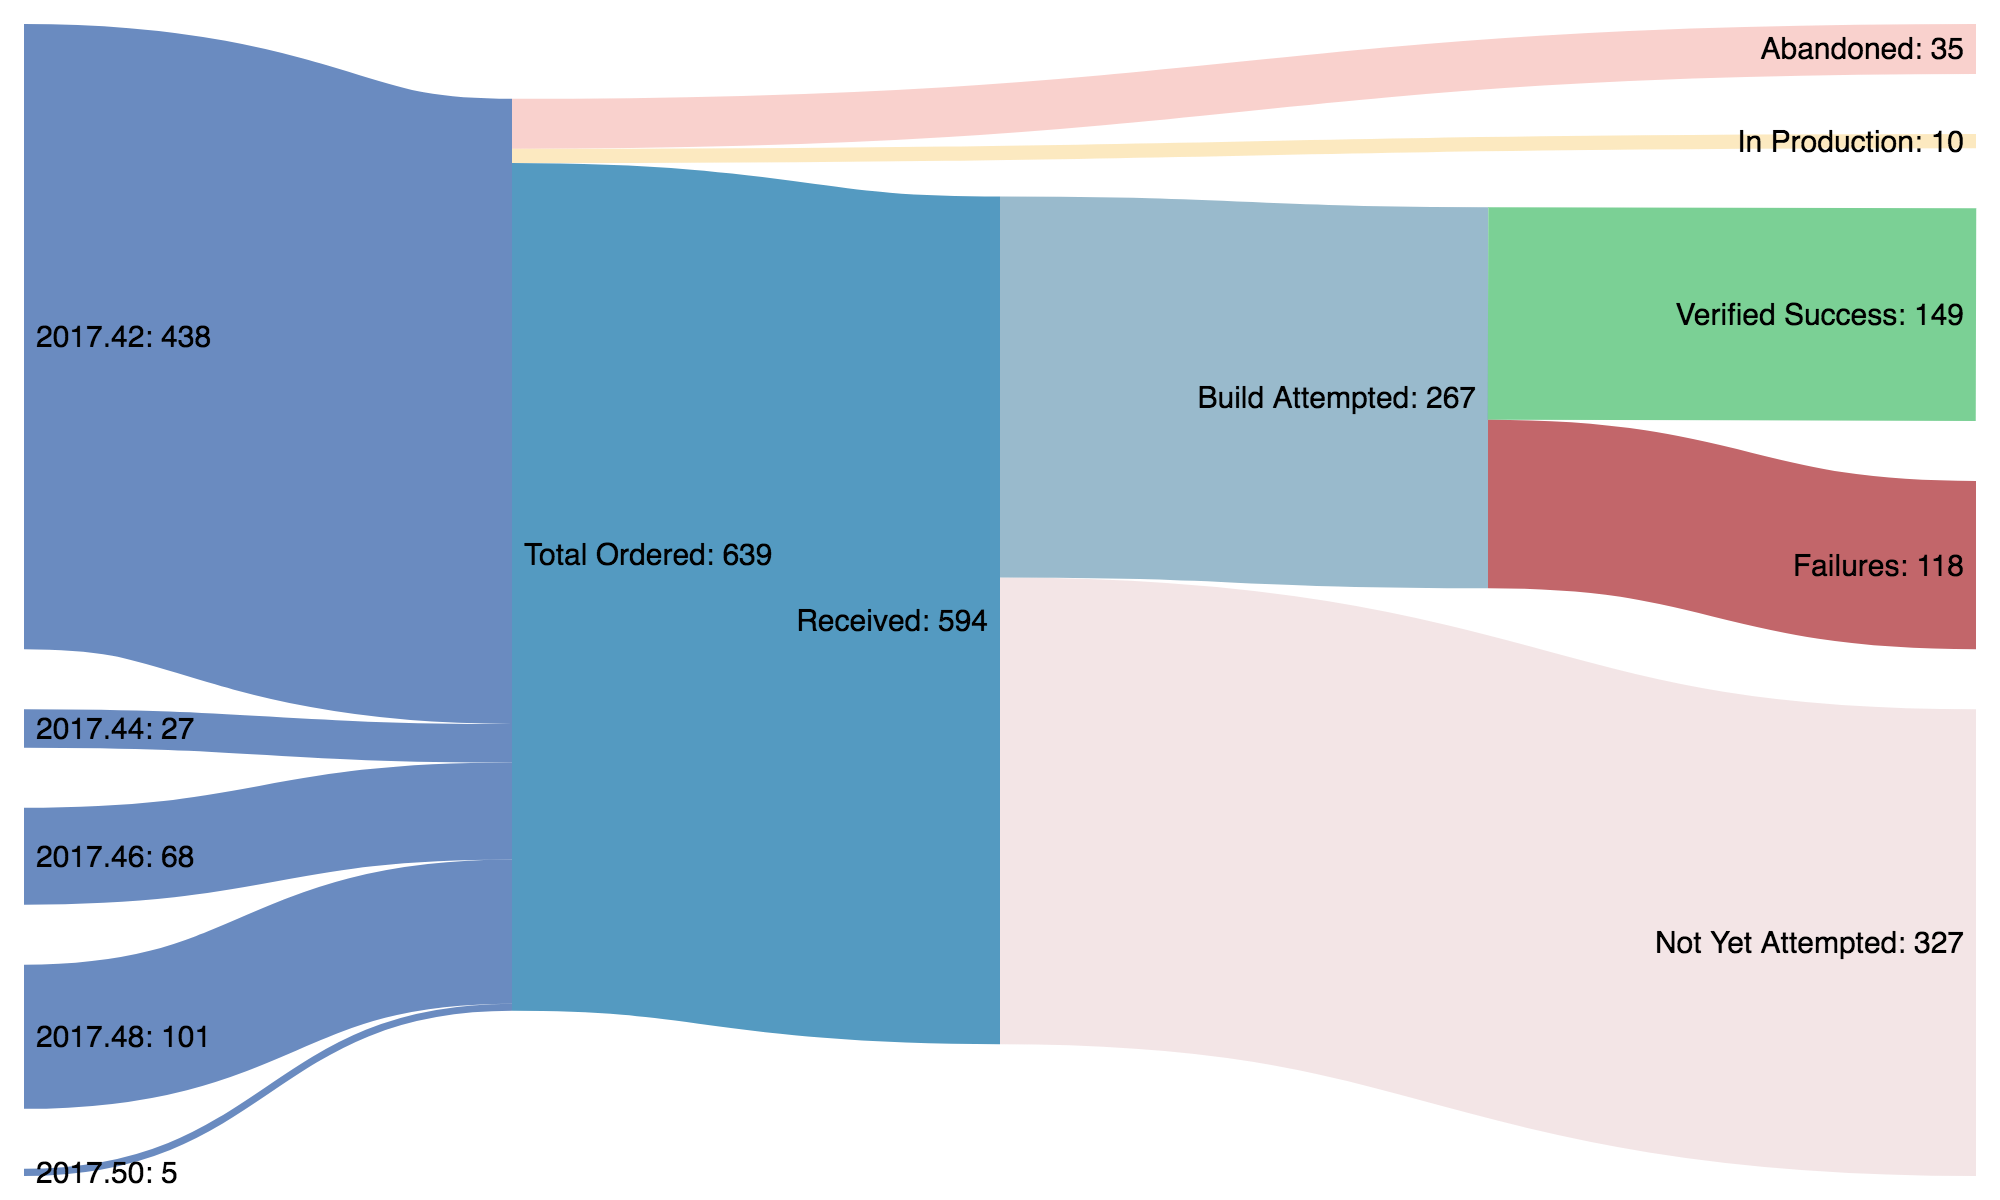 Abandoned: 35
In Production: 10
Verified Success: 149
2017.42: 438
Build Attempted: 267
Total Ordered: 639
Failures: 118
Received: 594
2017.44: 27
2017.46: 68
Not Yet Attempted: 327
2017.48: 101
2017.50: 5